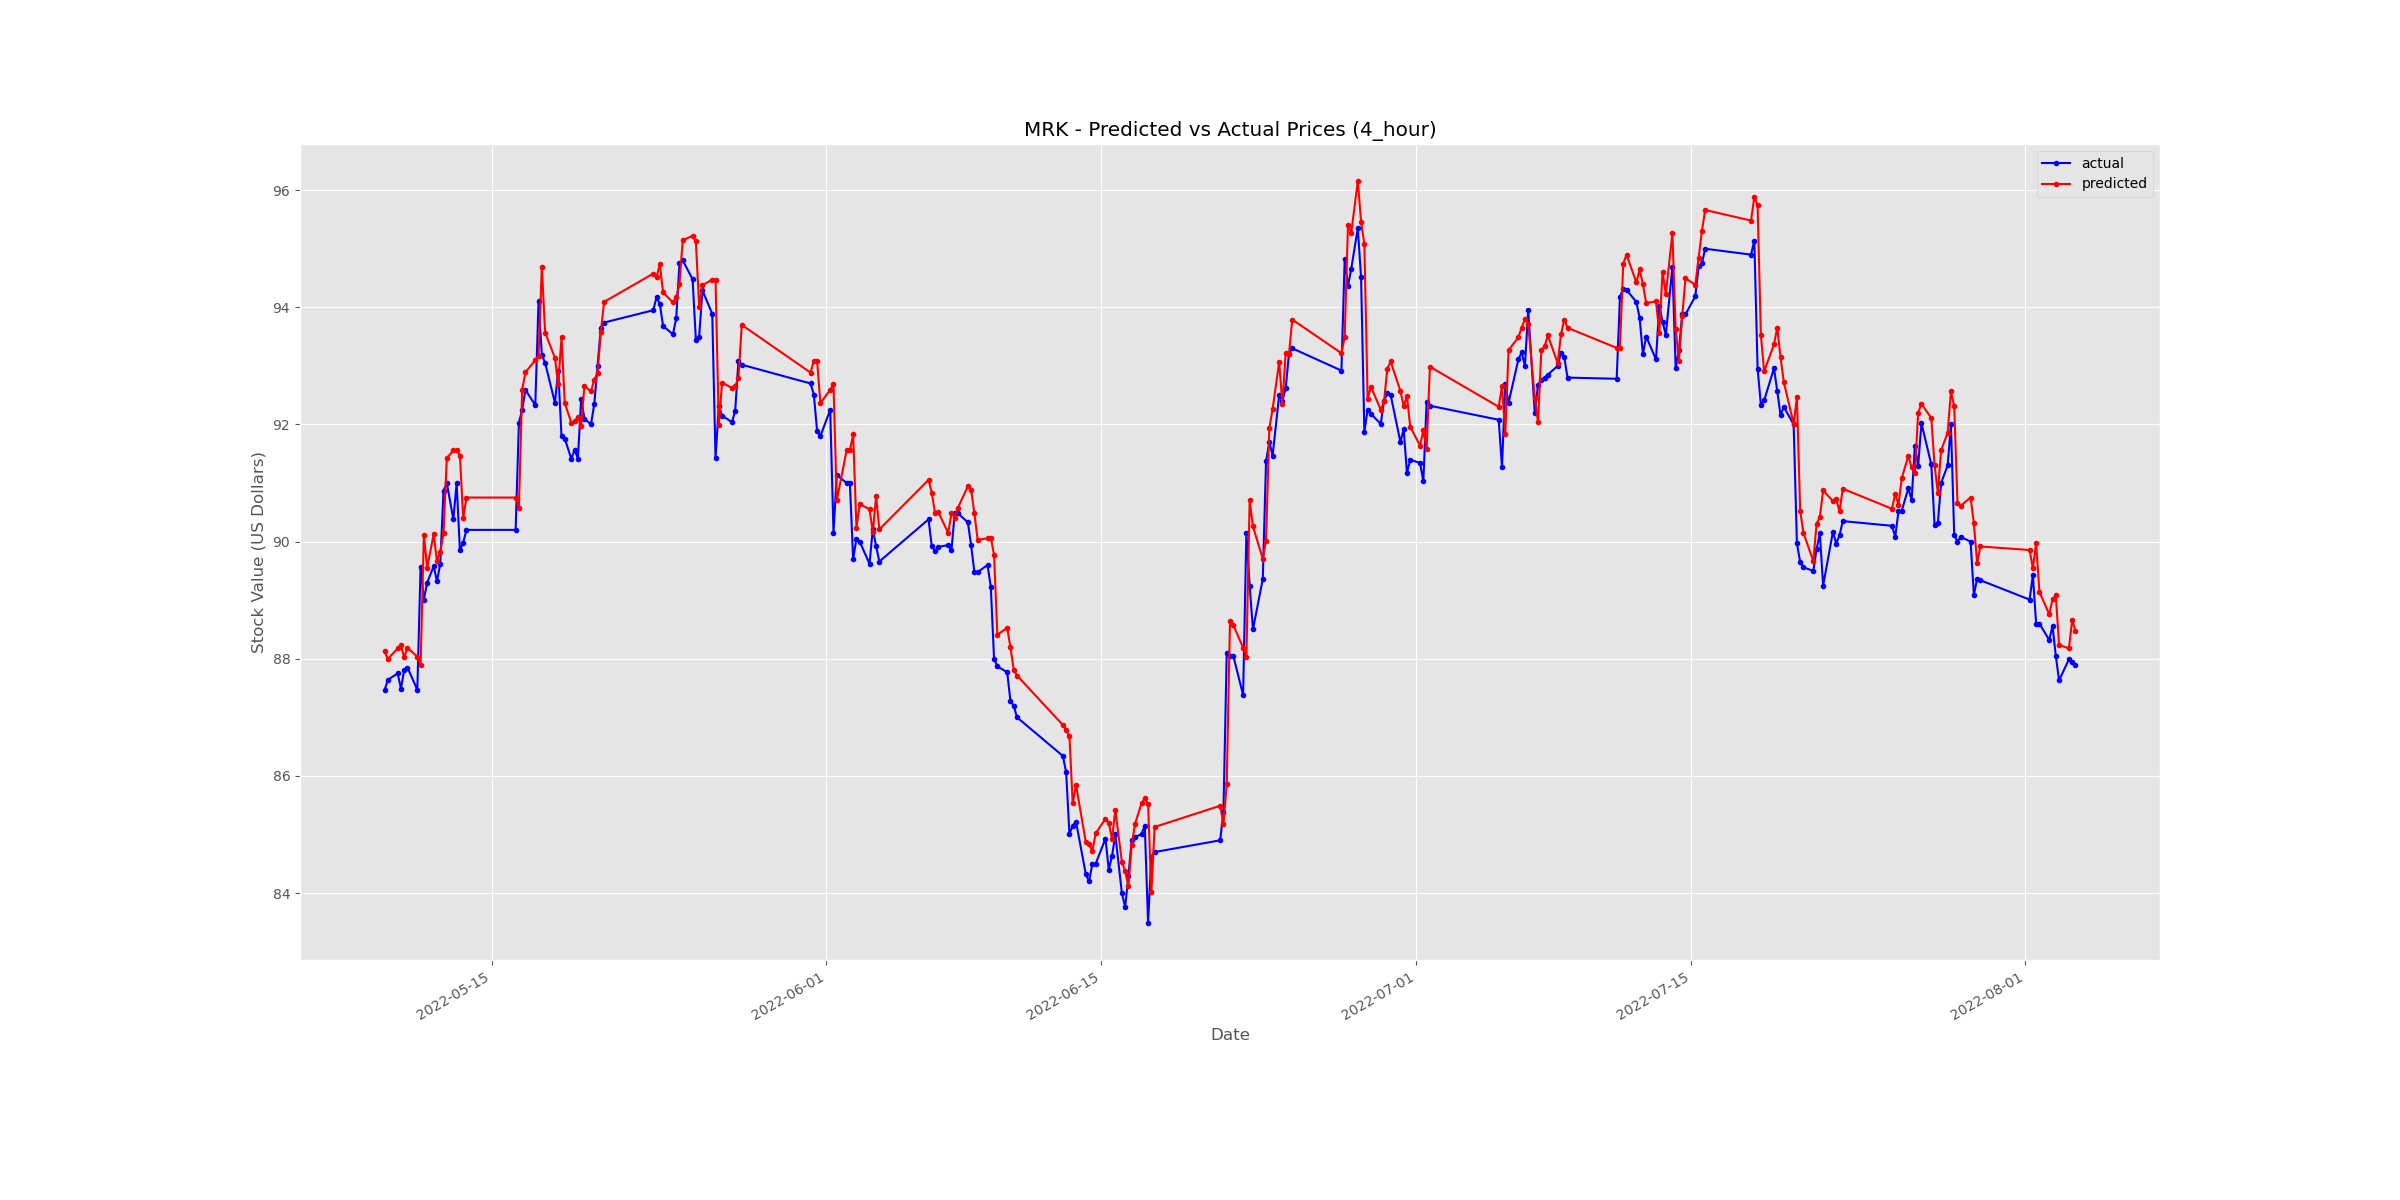 MRK - Predicted vs Actual Prices (4_hour)
actual
predicted
Stock Value (US Dollars)
96
94
92
90
88
86
84
2022-05-15
2022-06-01
2022-06-15
2022-07-01
2022-07-15
2022-08-01
Date